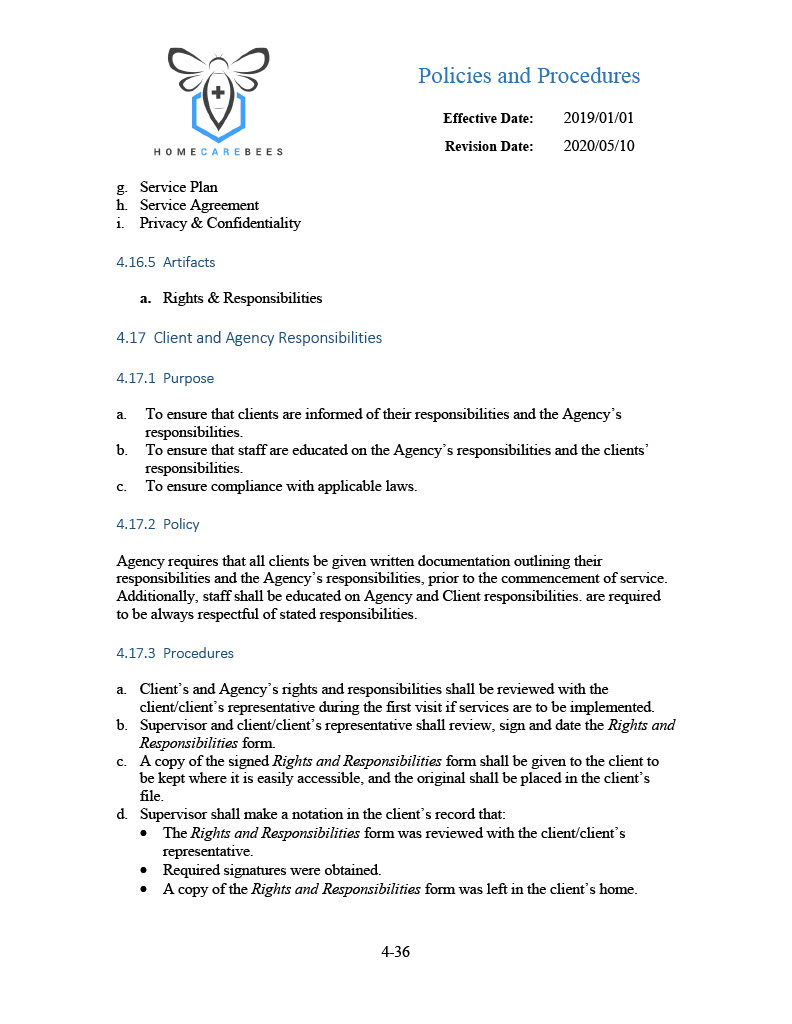 Policies and Procedures
Effective Date: 2019/01/01
Revision Date: 2020/05/10
HOMECAREBEES
g. Service Plan
h. Service Agreement
i. Privacy & Confidentiality
4.16.5 Artifacts
a. Rights & Responsibilities
4.17 Client and Agency Responsibilities
4.17.1 Purpose
a. To ensure that clients are informed of their responsibilities and the Agency’s
responsibilities.
b. To ensure that staff are educated on the Agency’s responsibilities and the clients’
responsibilities.
c. To ensure compliance with applicable laws.
4.17.2 Policy
Agency requires that all clients be given written documentation outlining their
responsibilities and the Agency’s responsibilities, prior to the commencement of service.
Additionally, staff shall be educated on Agency and Client responsibilities. are required
to be always respectful of stated responsibilities.
4.17.3 Procedures
a. Client’s and Agency’s rights and responsibilities shall be reviewed with the
client/client’s representative during the first visit if services are to be implemented.
b. Supervisor and client/client’s representative shall review, sign and date the Rights and
Responsibilities form.
c. A copy of the signed Rights and Responsibilities form shall be given to the client to
be kept where it is easily accessible, and the original shall be placed in the client’s
file.
d. Supervisor shall make a notation in the client’s record that:
• The Rights and Responsibilities form was reviewed with the client/client’s
representative.
• Required signatures were obtained.
• A copy of the Rights and Responsibilities form was left in the client’s home.
4-36